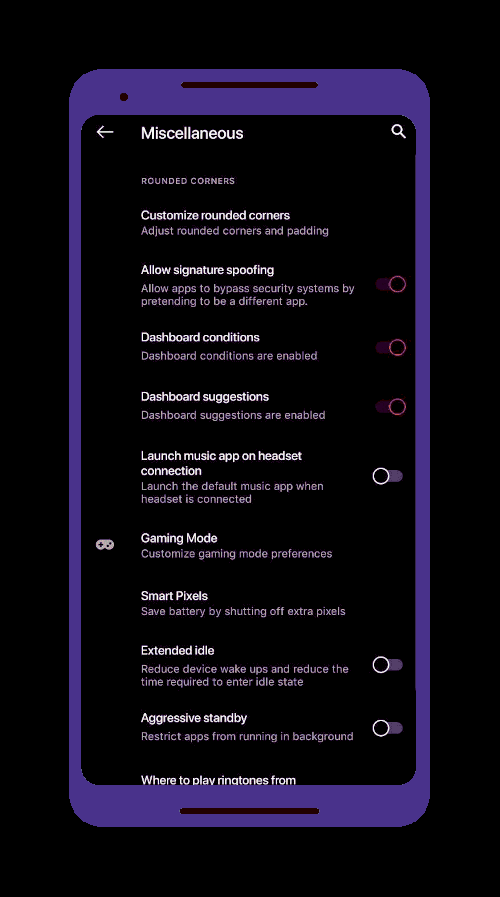 Miscellaneous
ROUNDED CORNERS
Customize rounded corners
Adjust rounded corners and padding
Allow signature spoofing
Allow apps to bypass security systems by
pretending to be a different app.
Dashboard conditions
Dashboard conditions are enabled
Dashboard suggestions
Dashboard suggestions are enabled
Launch music app on headset
connection
Launch the default music app when
headset is connected
Gaming Mode
Customize gaming mode preferences
Smart Pixels
Save battery by shutting off extra pixels
Extended idle
Reduce device wake ups and reduce the
time required to enter idle state
Aggressive standby
Restrict apps from running in background
Where to play ringtones from